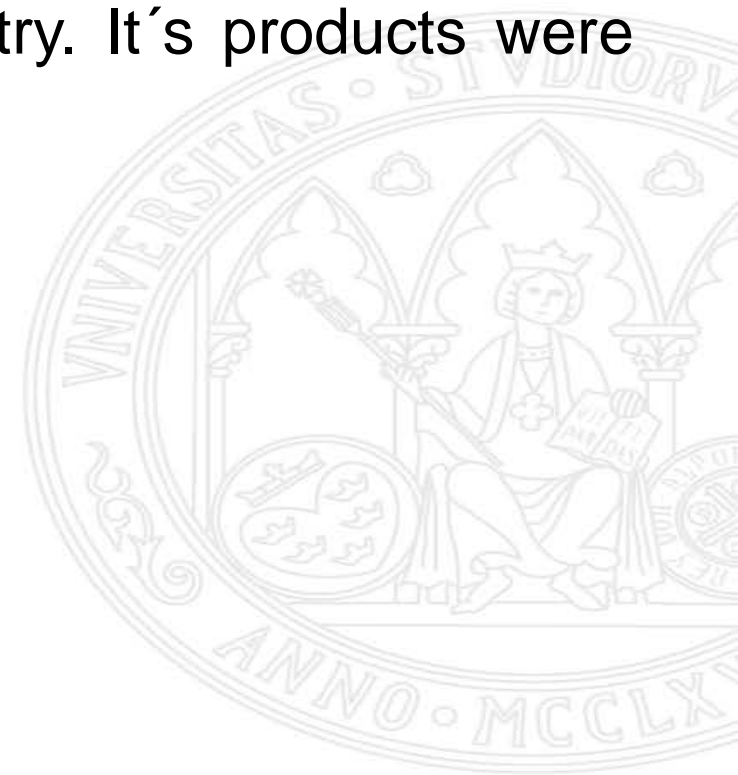 try. It´s products were
VNIVERSITAS · STVDIORV
ANNO · MCCLX